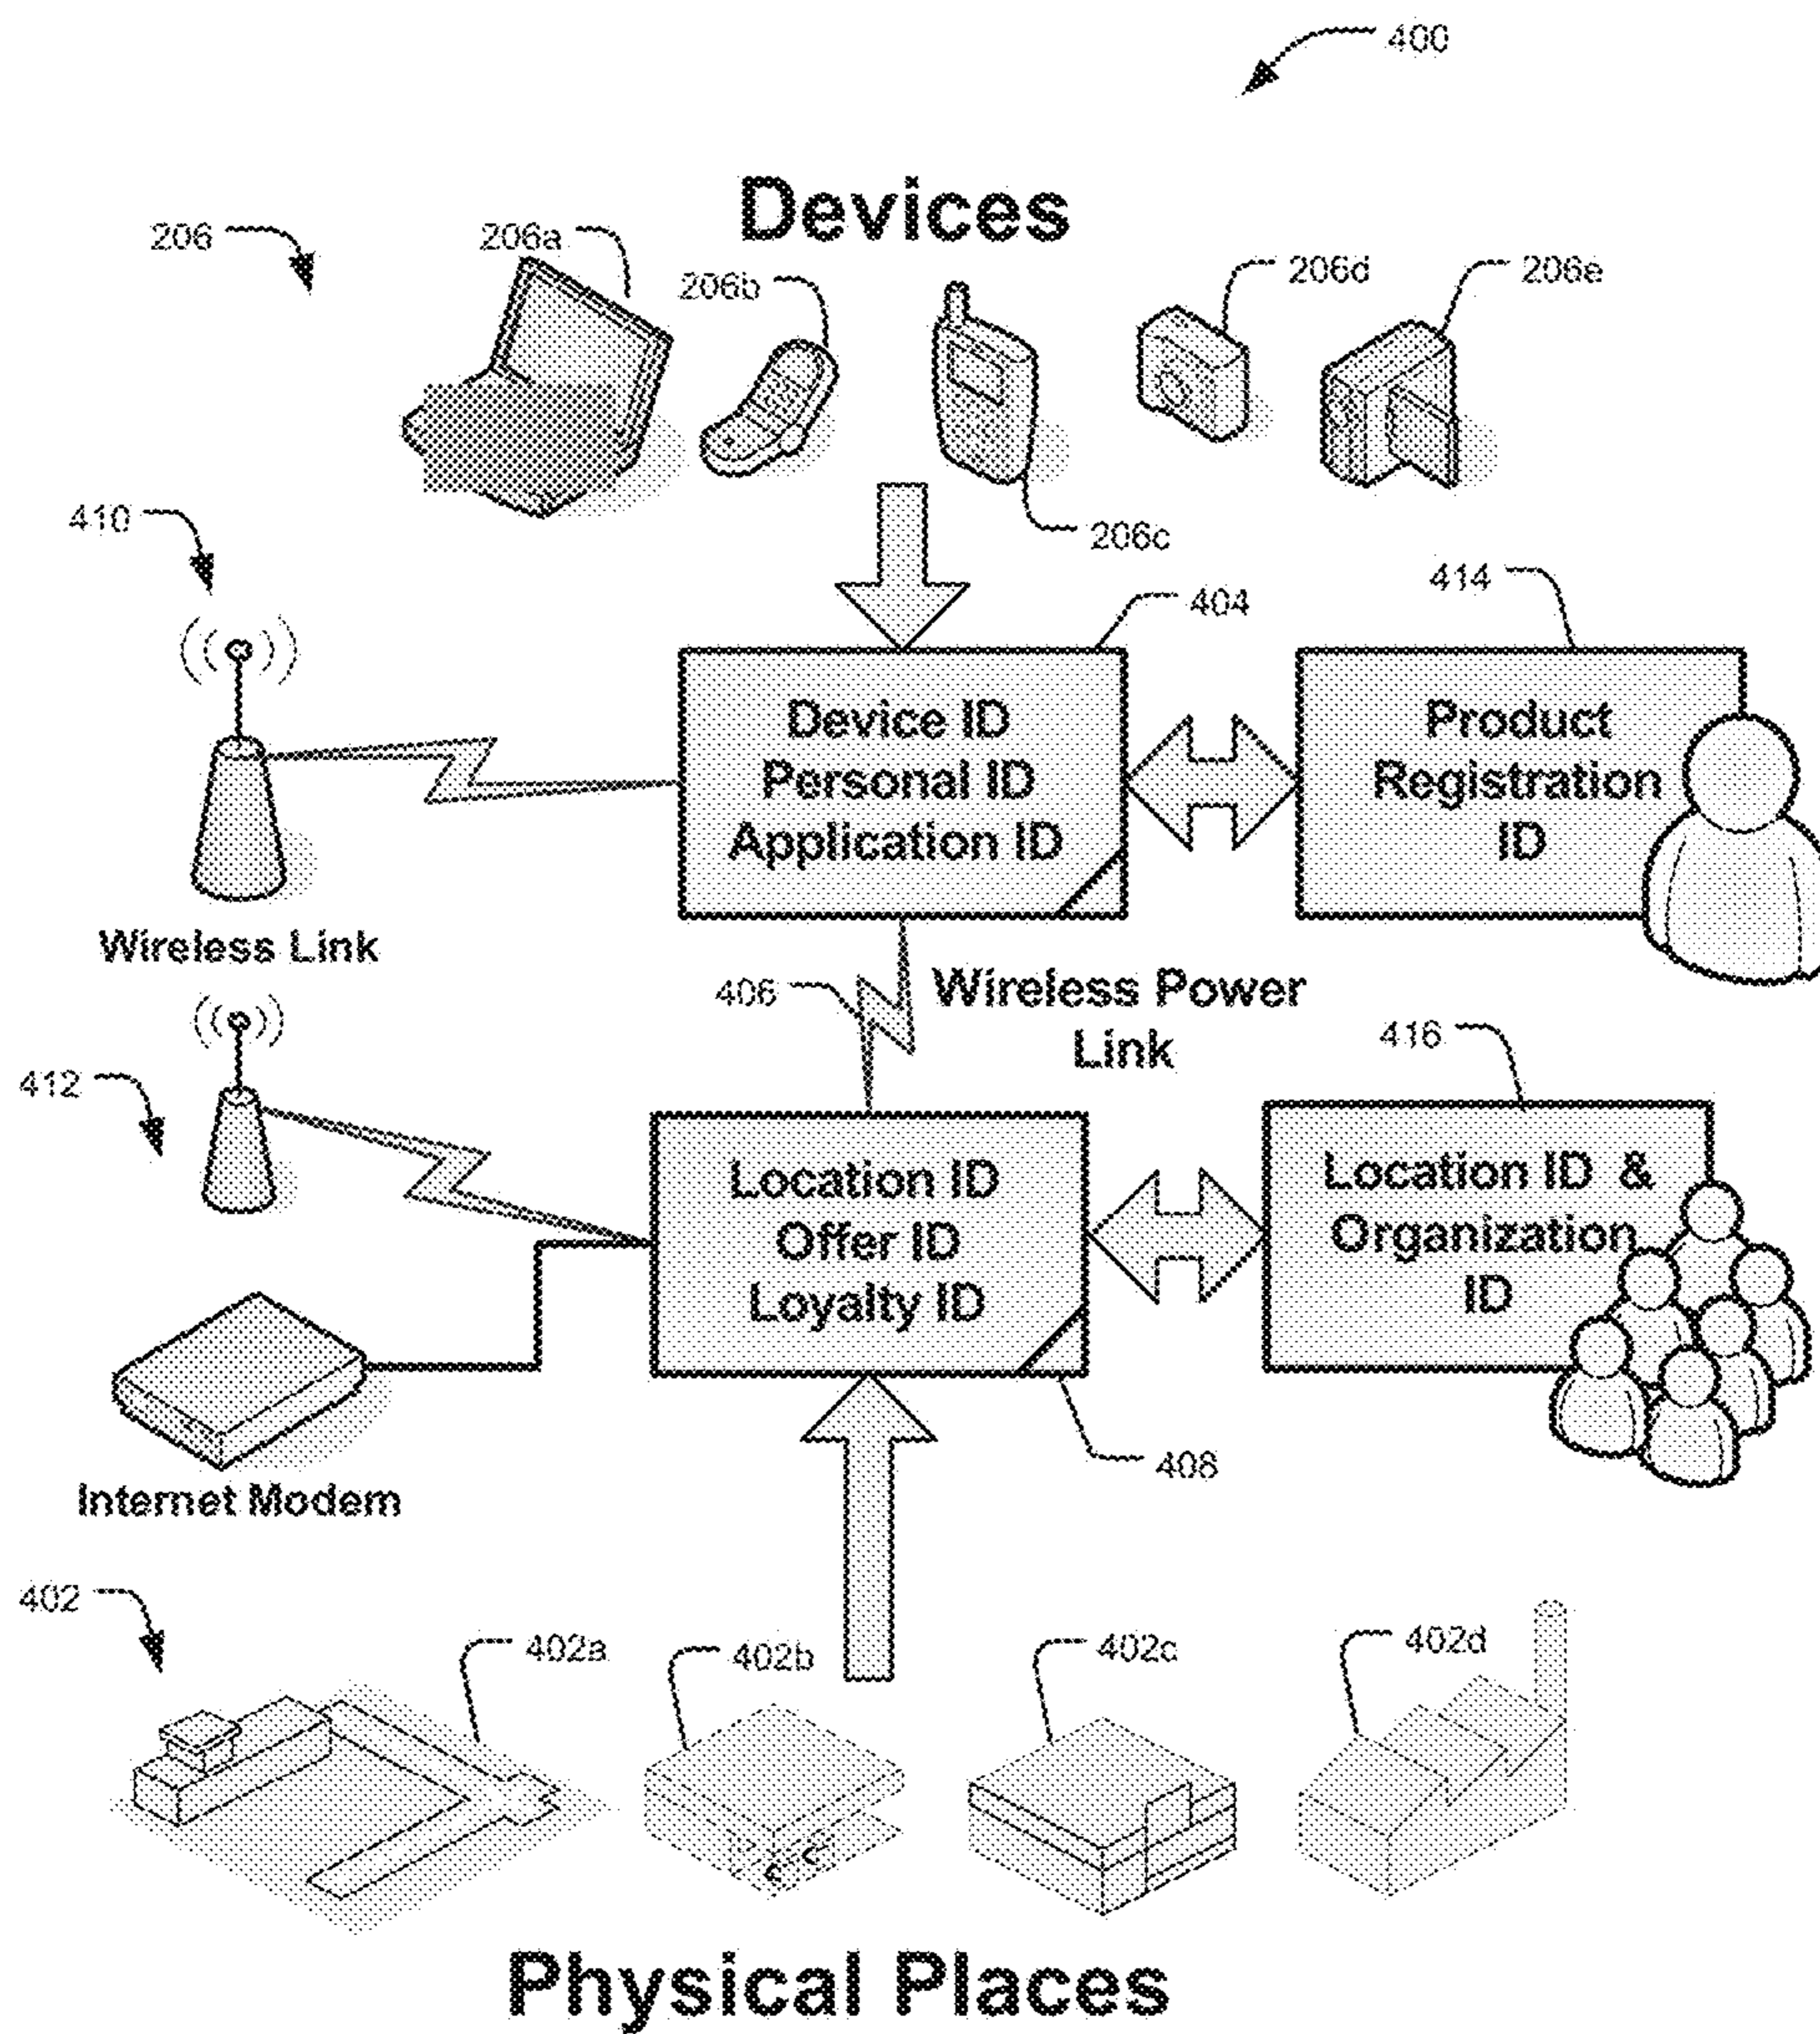 400
Devices
206
206a
206b
206d
206e
206c
410
404
414
Device ID
Personal ID
Application ID
Product
Registration
ID
Wireless Link
406
Wireless Power
Link
412
416
Location ID
Offer ID
Loyalty ID
Location ID &
Organization
ID
408
Internet Modem
402
402a
402b
402c
402d
Physical Places